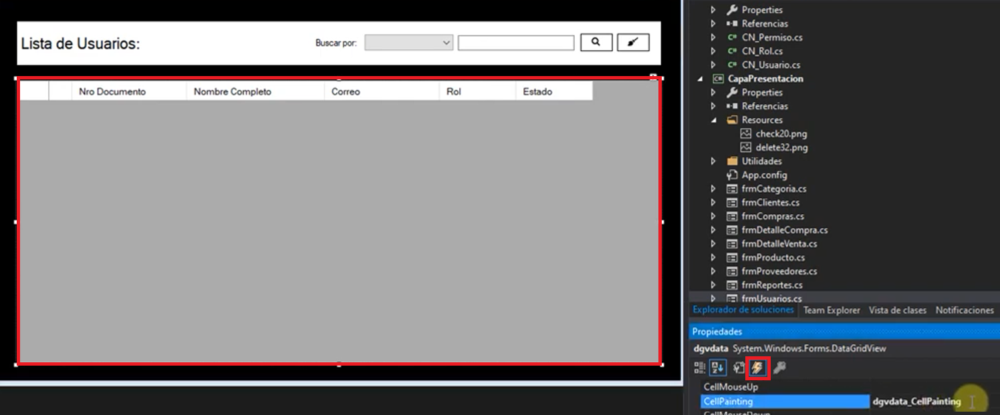 Lista de Usuarios:
Buscar por:
Nro Documento Nombre Completo Correo Rol Estado
Properties
Referencias
CN_Permiso.cs
CN_Rol.cs
CN_Usuario.cs
CapaPresentacion
Properties
Referencias
Resources
check20.png
delete32.png
Utilidades
App.config
frmCategoria.cs
frmClientes.cs
frmCompras.cs
frmDetalleCompra.cs
frmDetalleVenta.cs
frmProducto.cs
frmProveedores.cs
frmReportes.cs
frmUsuarios.cs
Explorador de soluciones Team Explorer Vista de clases Notificaciones
Propiedades
dgvdata System.Windows.Forms.DataGridView
CellMouseUp
CellPainting dgvdata_CellPainting
CellMouseDown